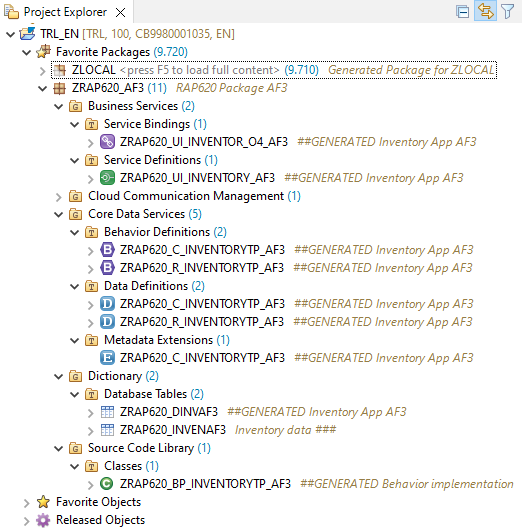 Project Explorer
TRL_EN [TRL, 100, CB9980001035, EN]
Favorite Packages (9.720)
ZLOCAL <press F5 to load full content> (9.710) Generated Package for ZLOCAL
ZRAP620_AF3 (11) RAP620 Package AF3
Business Services (2)
Service Bindings (1)
ZRAP620_UI_INVENTOR_O4_AF3 ##GENERATED Inventory App AF3
Service Definitions (1)
ZRAP620_UI_INVENTORY_AF3 ##GENERATED Inventory App AF3
Cloud Communication Management (1)
Core Data Services (5)
Behavior Definitions (2)
ZRAP620_C_INVENTORYTP_AF3 ##GENERATED Inventory App AF3
ZRAP620_R_INVENTORYTP_AF3 ##GENERATED Inventory App AF3
Data Definitions (2)
ZRAP620_C_INVENTORYTP_AF3 ##GENERATED Inventory App AF3
ZRAP620_R_INVENTORYTP_AF3 ##GENERATED Inventory App AF3
Metadata Extensions (1)
ZRAP620_C_INVENTORYTP_AF3 ##GENERATED Inventory App AF3
Dictionary (2)
Database Tables (2)
ZRAP620_DINVAF3 ##GENERATED Inventory App AF3
ZRAP620_INVENAF3 Inventory data ###
Source Code Library (1)
Classes (1)
ZRAP620_BP_INVENTORYTP_AF3 ##GENERATED Behavior implementation
Favorite Objects
Released Objects